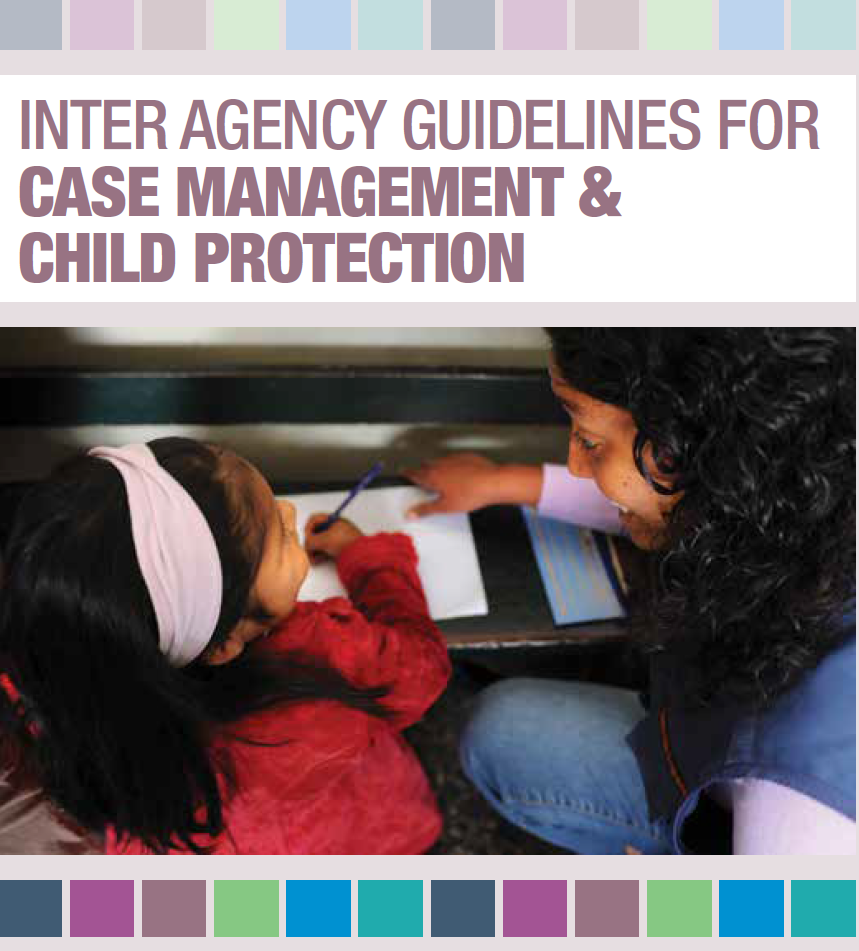 INTER AGENCY GUIDELINES FOR
CASE MANAGEMENT &
CHILD PROTECTION